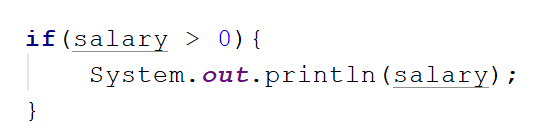 if(salary > 0){
System.out.println(salary);
}